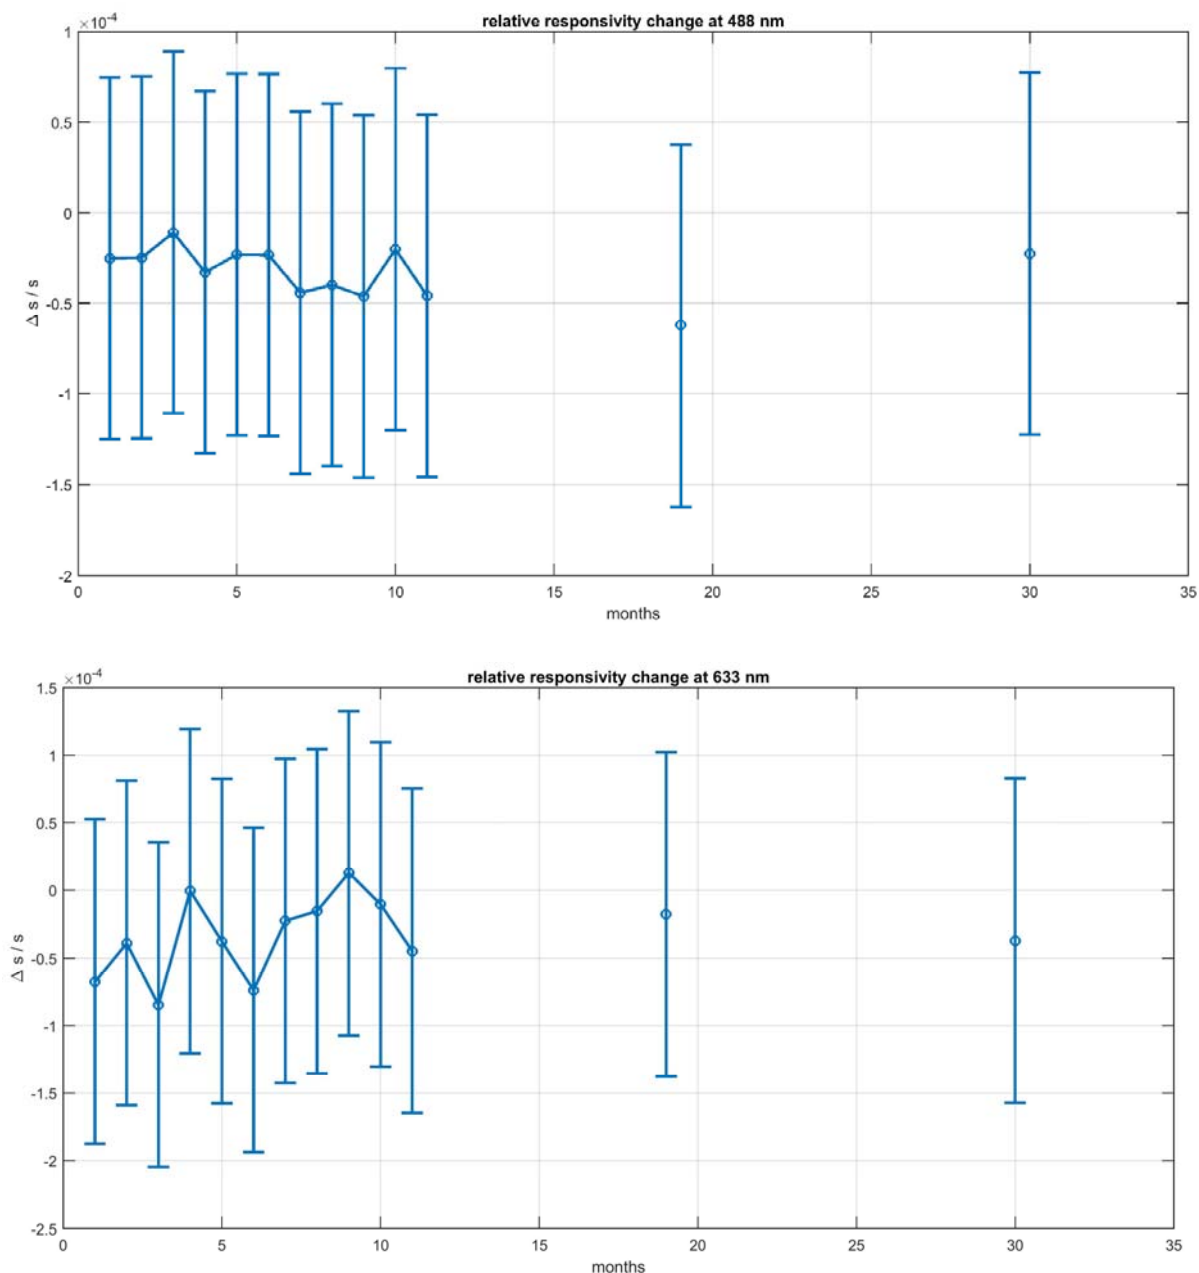 ×10⁻⁴
relative responsivity change at 488 nm
1
0.5
0
-0.5
-1
-1.5
-2
Δ s / s
0 5 10 15 20 25 30 35
months
×10⁻⁴
relative responsivity change at 633 nm
1.5
1
0.5
0
-0.5
-1
-1.5
-2
-2.5
Δ s / s
0 5 10 15 20 25 30 35
months